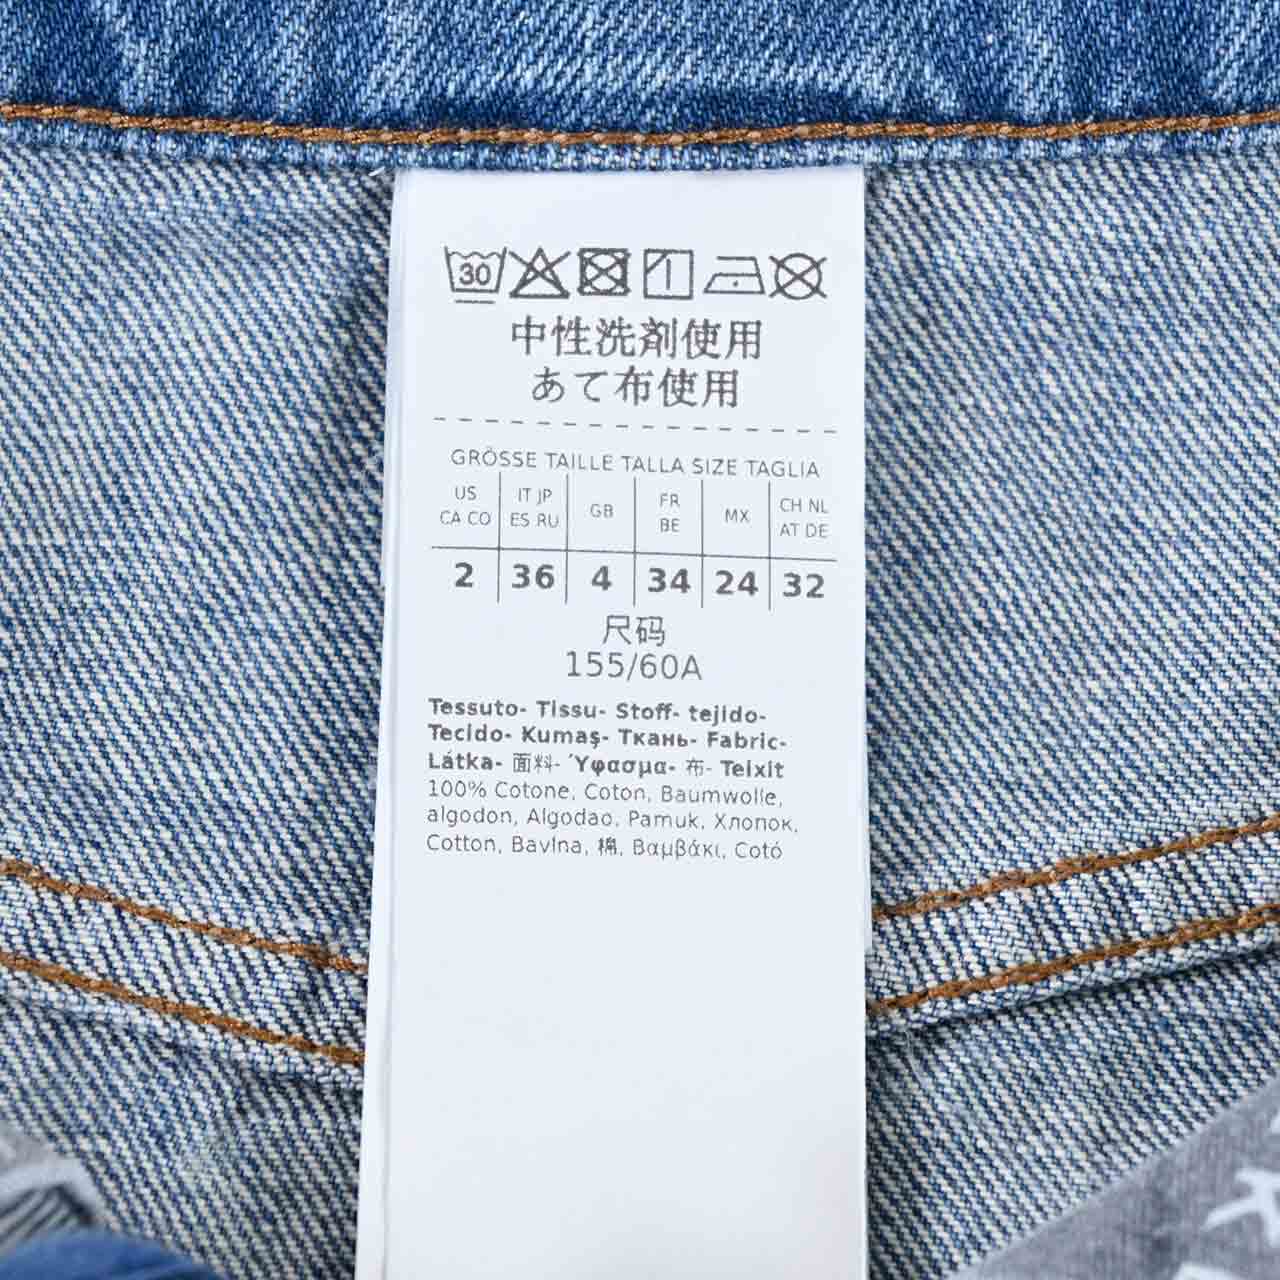 30
中性洗剤使用
あて布使用
GRÖSSE TAILLE TALLA SIZE TAGLIA
US CA CO IT JP ES RU GB FR BE MX CH NL AT DE
2 36 4 34 24 32
尺码
155/60A
Tessuto- Tissu- Stoff- tejido-
Tecido- Kumaş- Ткань- Fabric-
Látka- 面料- Ύφασμα- 布- Teixit
100% Cotone, Coton, Baumwolle,
algodon, Algodao, Pamuk, Хлопок,
Cotton, Bavlna, 棉, Βαμβάκι, Cotó